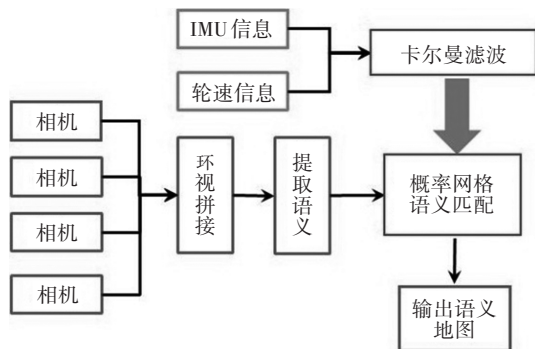 IMU信息
轮速信息
卡尔曼滤波
相机
相机
相机
相机
环视拼接
提取语义
概率网格
语义匹配
输出语义
地图